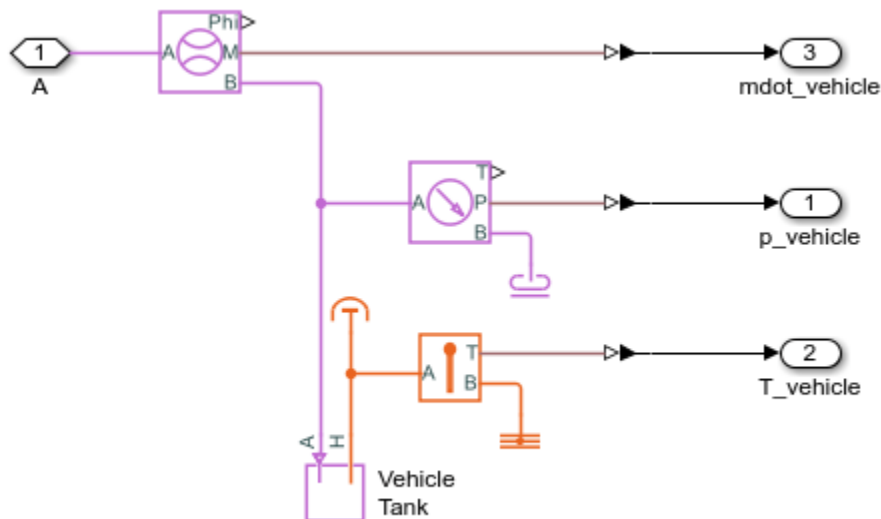 Phi
1
A
M
3
A
B
mdot_vehicle
T
A
P
1
B
p_vehicle
T
2
A
B
T_vehicle
A
H
Vehicle
Tank